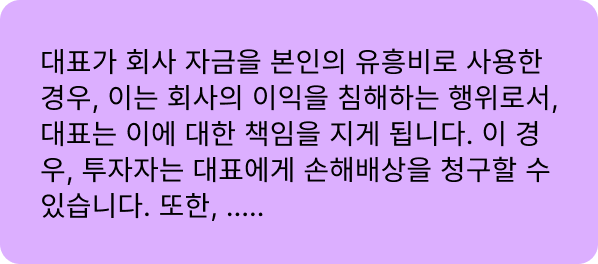 대표가 회사 자금을 본인의 유흥비로 사용한
경우, 이는 회사의 이익을 침해하는 행위로서,
대표는 이에 대한 책임을 지게 됩니다. 이 경
우, 투자자는 대표에게 손해배상을 청구할 수
있습니다. 또한, .....